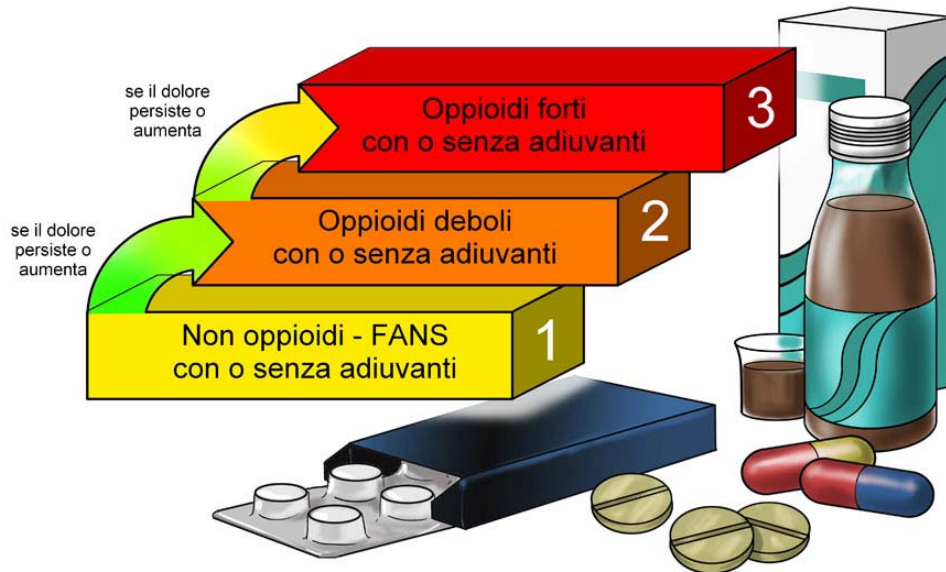 se il dolore
persiste o
aumenta
Oppioidi forti
con o senza adiuvanti
3
se il dolore
persiste o
aumenta
Oppioidi deboli
con o senza adiuvanti
2
Non oppioidi - FANS
con o senza adiuvanti
1